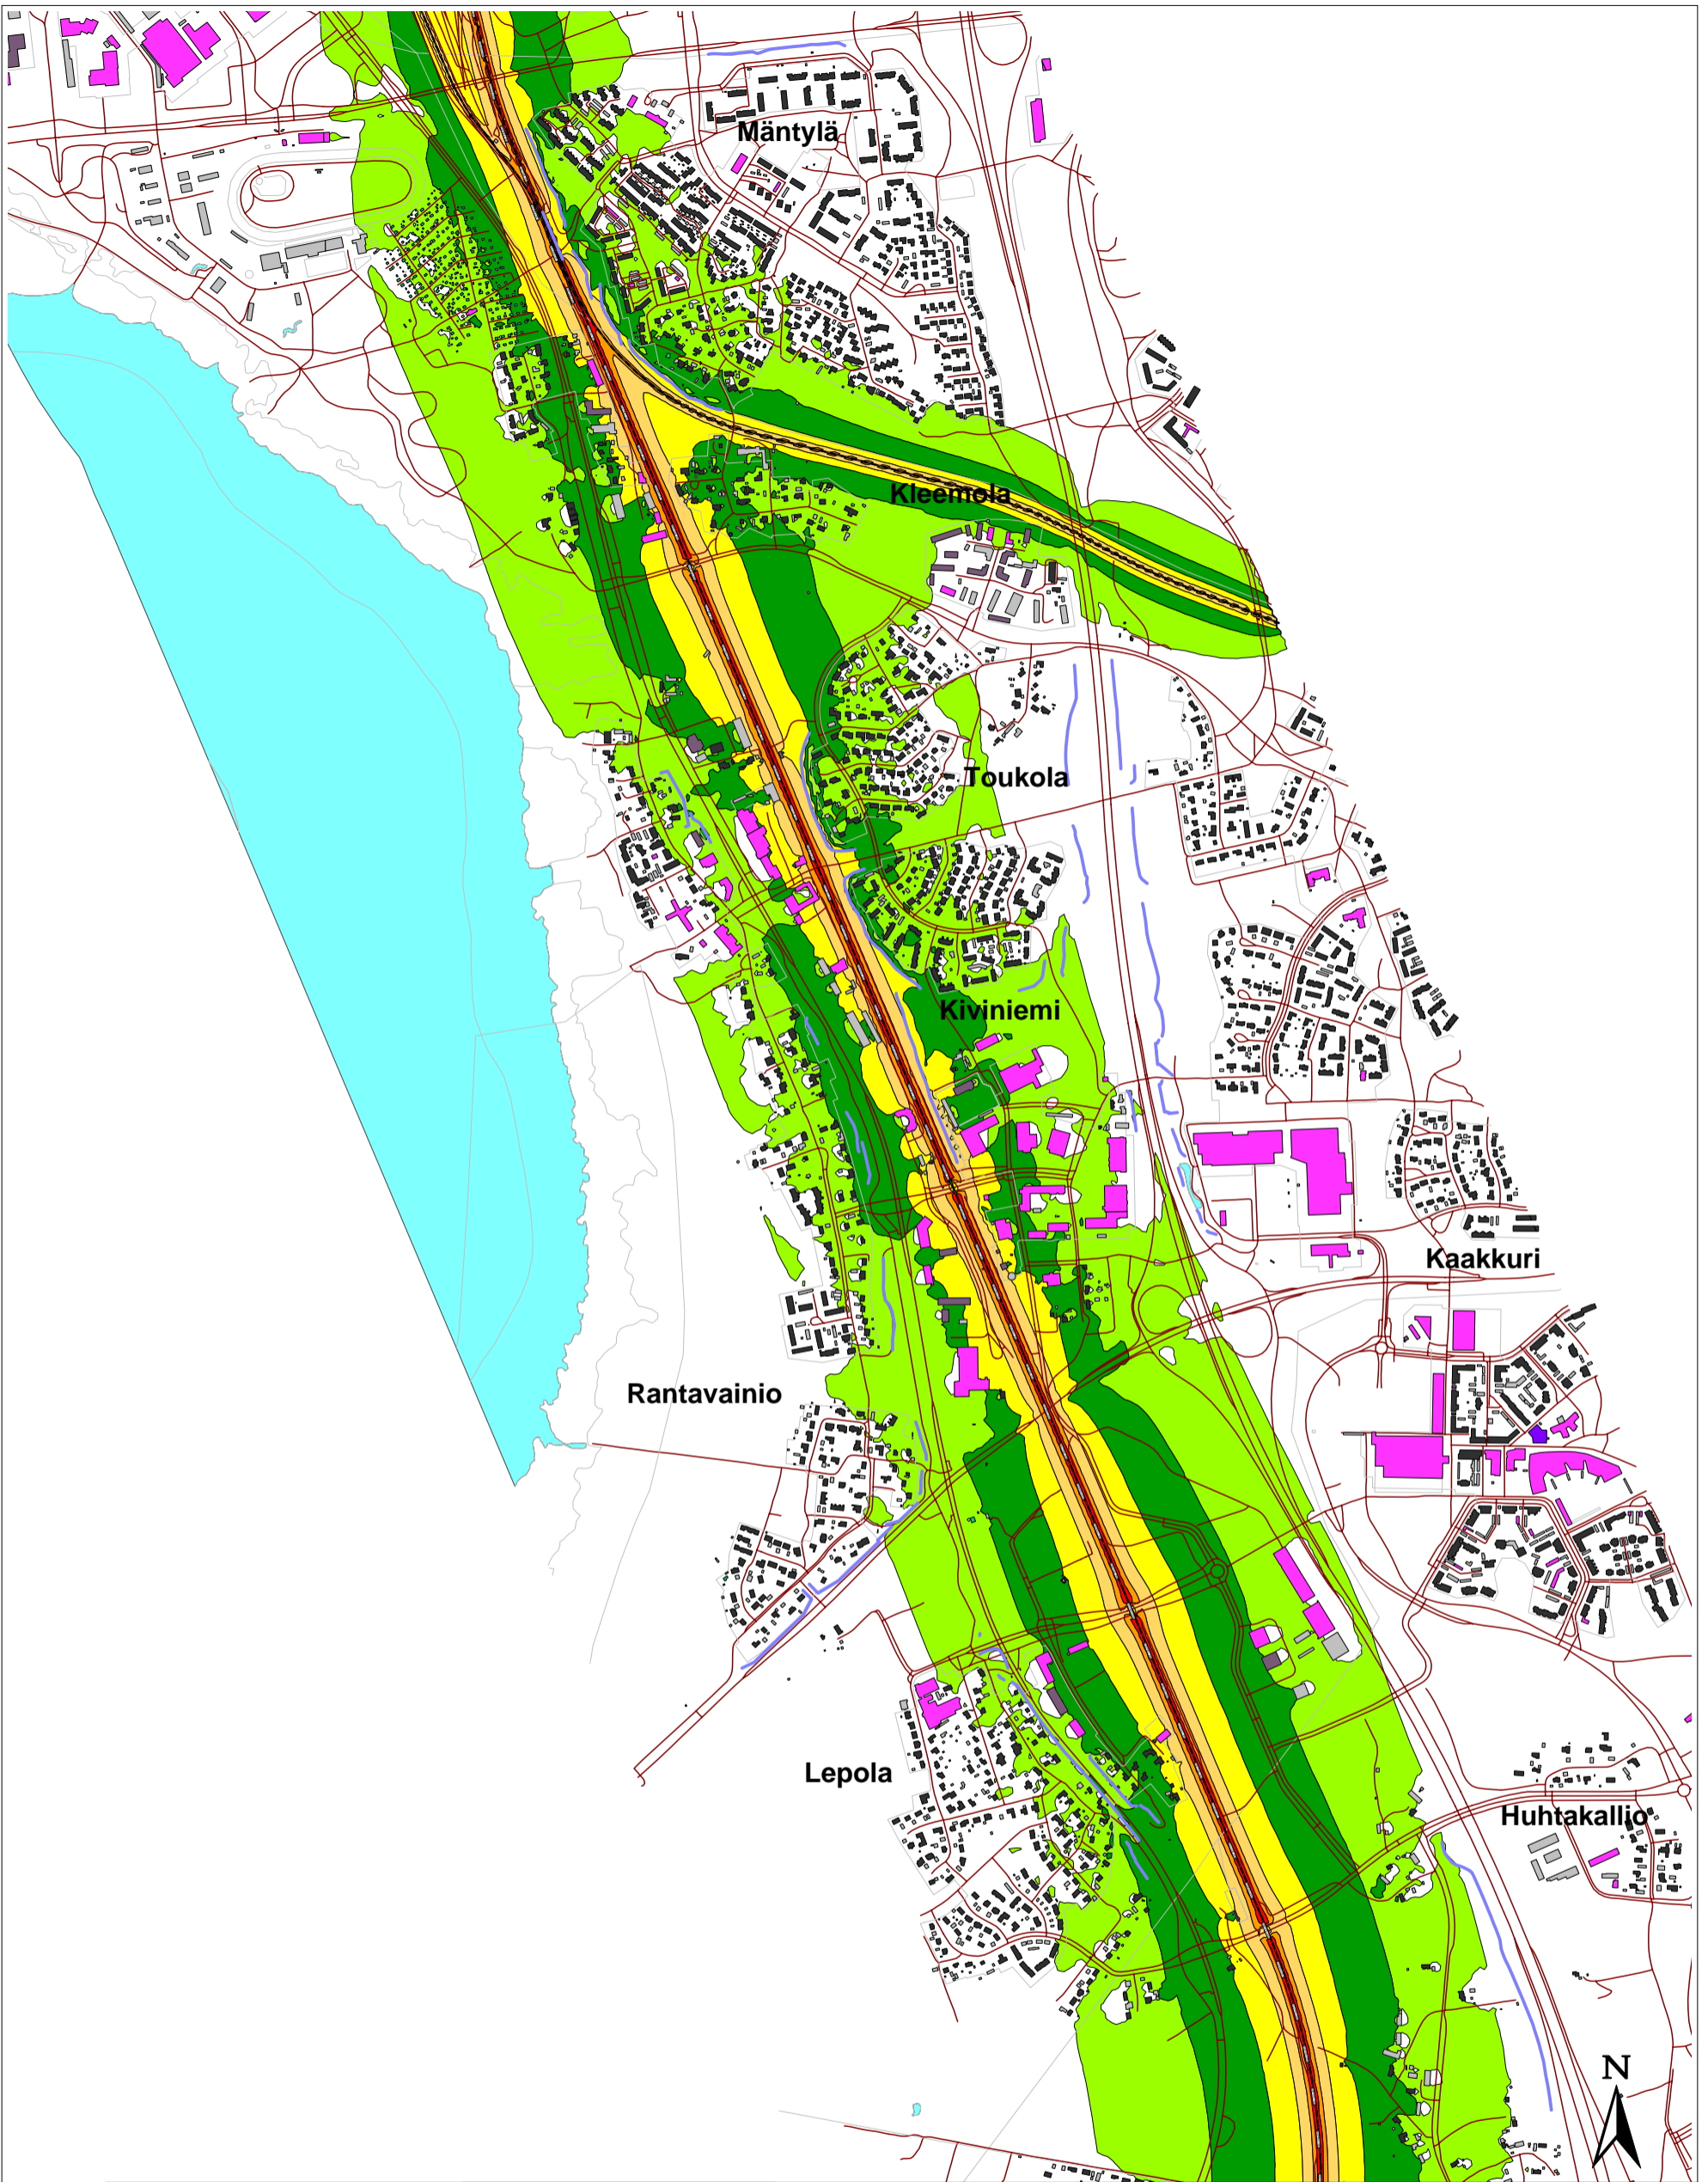 Mäntylä
Kleemola
Toukola
Kiviniemi
Kaakkuri
Rantavainio
Lepola
Huhtakallio
N